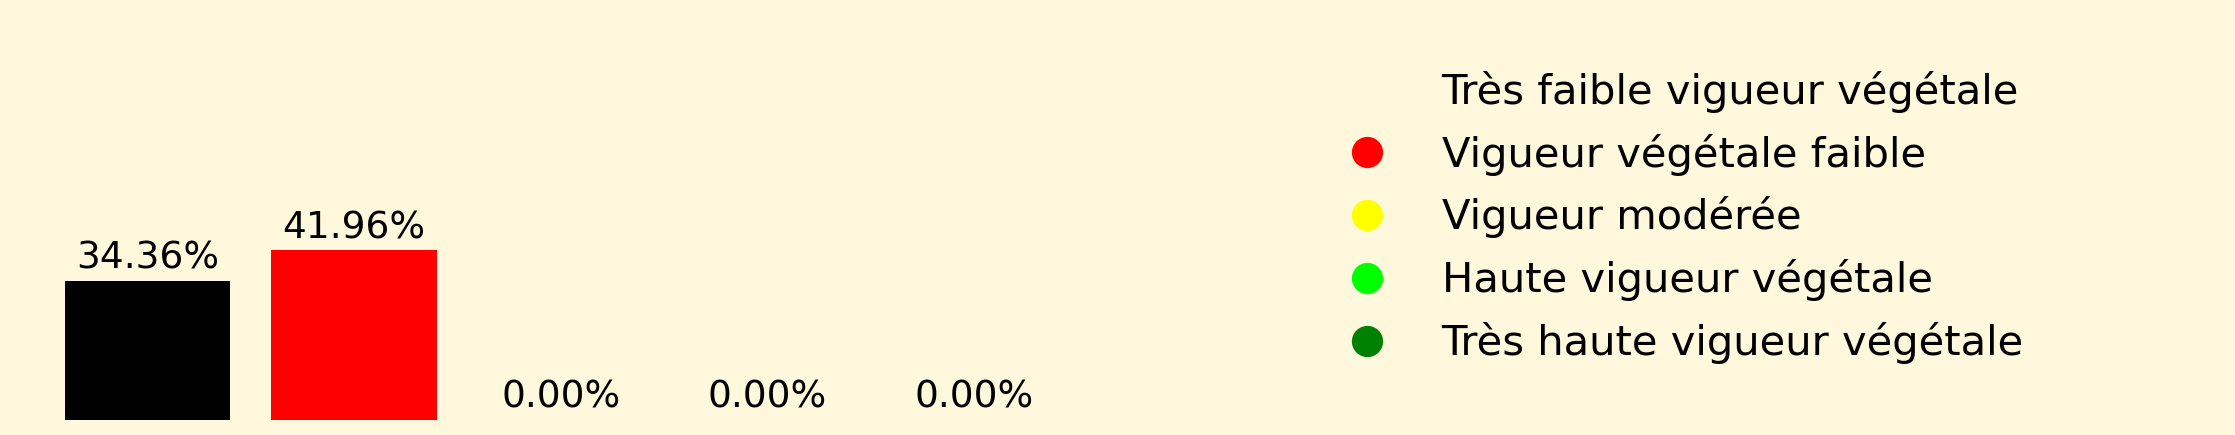 34.36%
41.96%
0.00%
0.00%
0.00%
Très faible vigueur végétale
Vigueur végétale faible
Vigueur modérée
Haute vigueur végétale
Très haute vigueur végétale